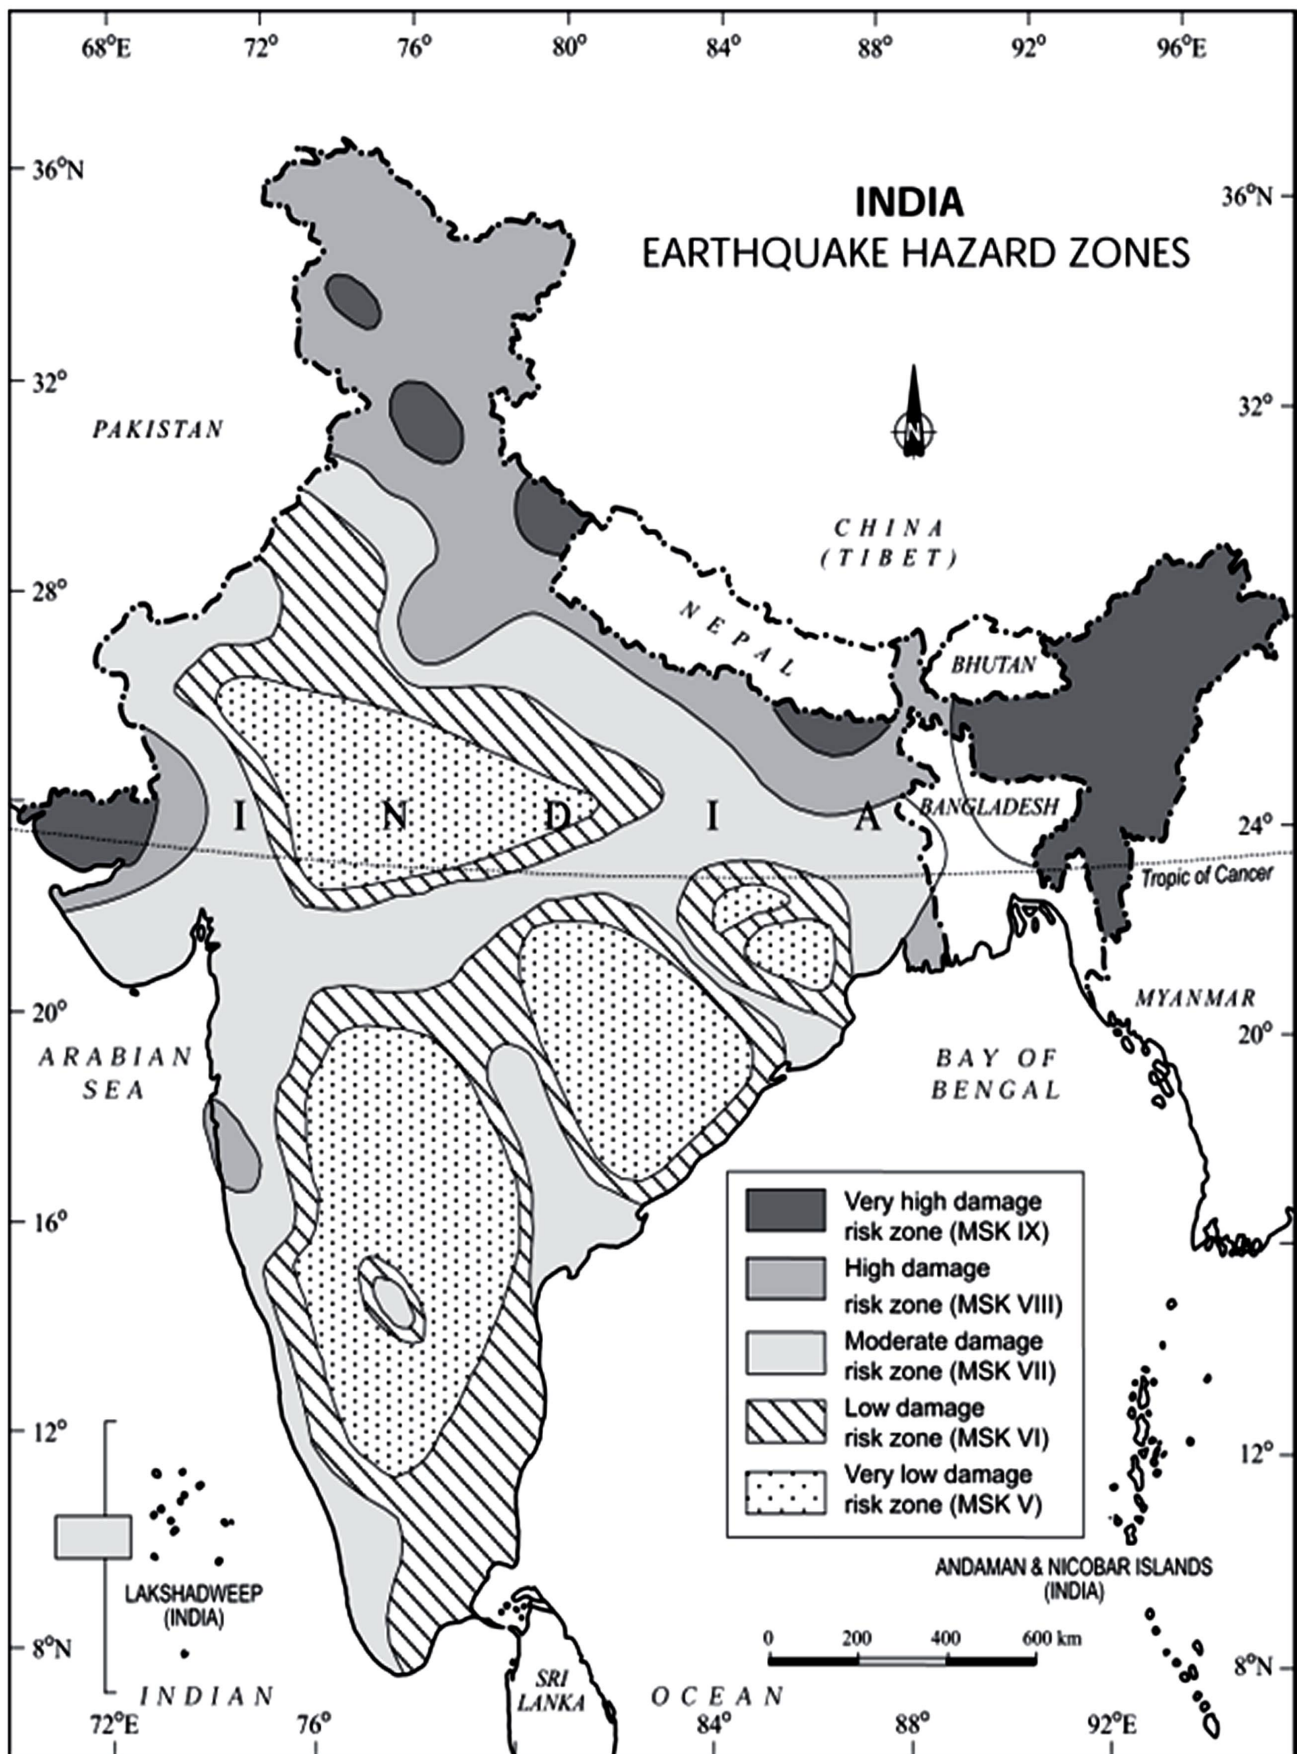 68°E 72° 76° 80° 84° 88° 92° 96°E
36°N
36°N
INDIA
EARTHQUAKE HAZARD ZONES
32°
32°
N
PAKISTAN
CHINA
(TIBET)
28°
NEPAL
BHUTAN
I N D I A
BANGLADESH
24°
Tropic of Cancer
MYANMAR
20°
20°
ARABIAN
SEA
BAY OF
BENGAL
16°
Very high damage
risk zone (MSK IX)
High damage
risk zone (MSK VIII)
Moderate damage
risk zone (MSK VII)
Low damage
risk zone (MSK VI)
Very low damage
risk zone (MSK V)
12°
12°
LAKSHADWEEP
(INDIA)
ANDAMAN & NICOBAR ISLANDS
(INDIA)
0 200 400 600 km
8°N
8°N
SRI
LANKA
INDIAN OCEAN
72°E 76° 84° 88° 92°E